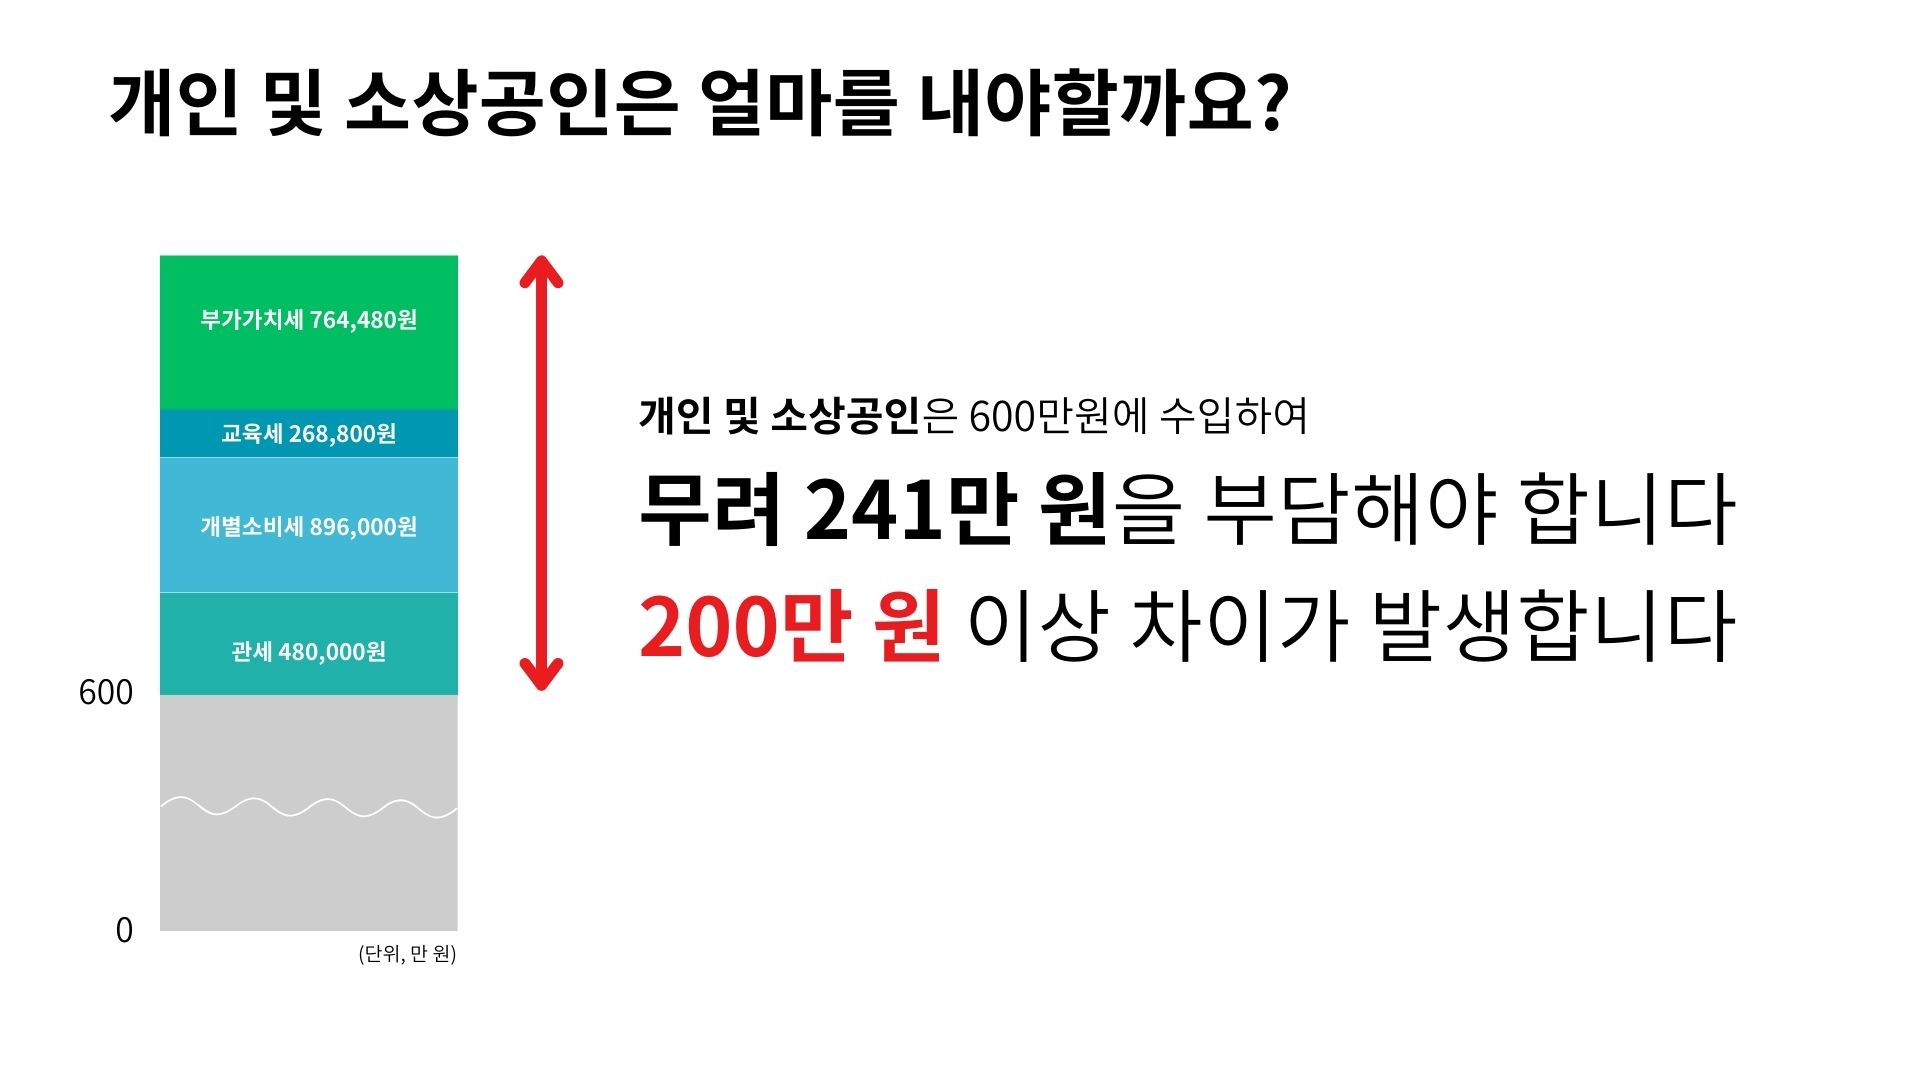 개인 및 소상공인은 얼마를 내야할까요?
부가가치세 764,480원
교육세 268,800원
개별소비세 896,000원
관세 480,000원
600
0
(단위, 만 원)
개인 및 소상공인은 600만원에 수입하여
무려 241만 원을 부담해야 합니다
200만 원 이상 차이가 발생합니다